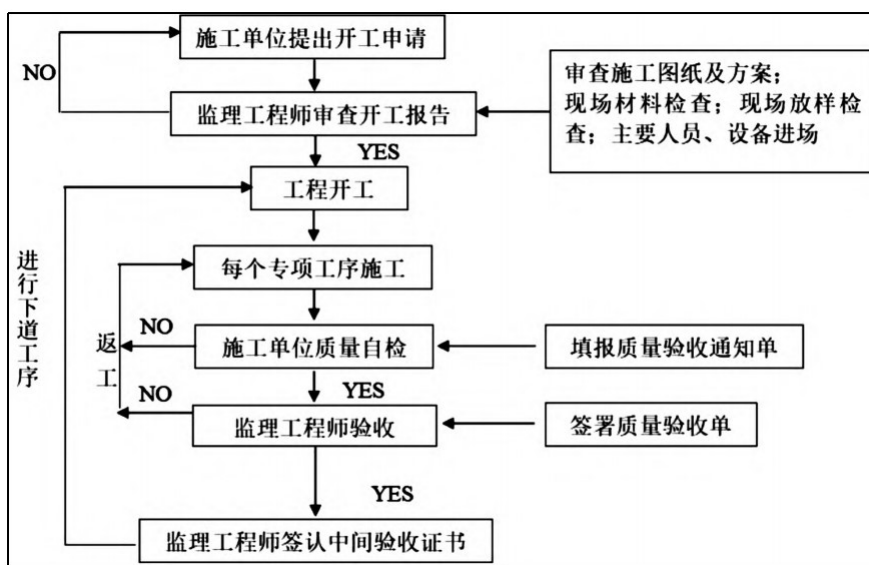 施工单位提出开工申请
NO
监理工程师审查开工报告
审查施工图纸及方案；
现场材料检查；现场放样检
查；主要人员、设备进场
YES
工程开工
每个专项工序施工
进行下道工序
返工
NO
施工单位质量自检
填报质量验收通知单
YES
NO
监理工程师验收
签署质量验收单
YES
监理工程师签认中间验收证书